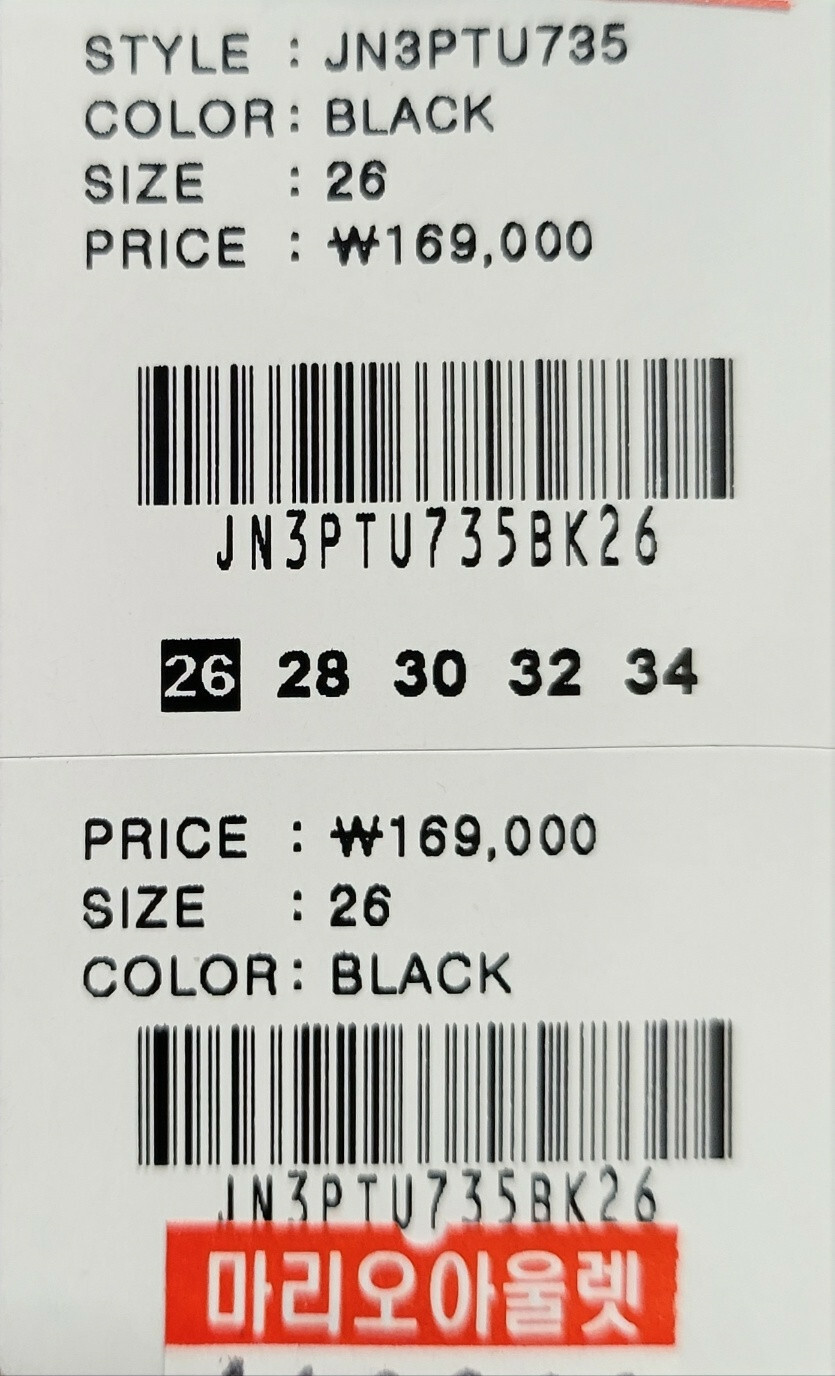 STYLE : JN3PTU735
COLOR: BLACK
SIZE : 26
PRICE : ₩169,000
JN3PTU735BK26
26 28 30 32 34
PRICE : ₩169,000
SIZE : 26
COLOR: BLACK
JN3PTU735BK26
마리오아울렛